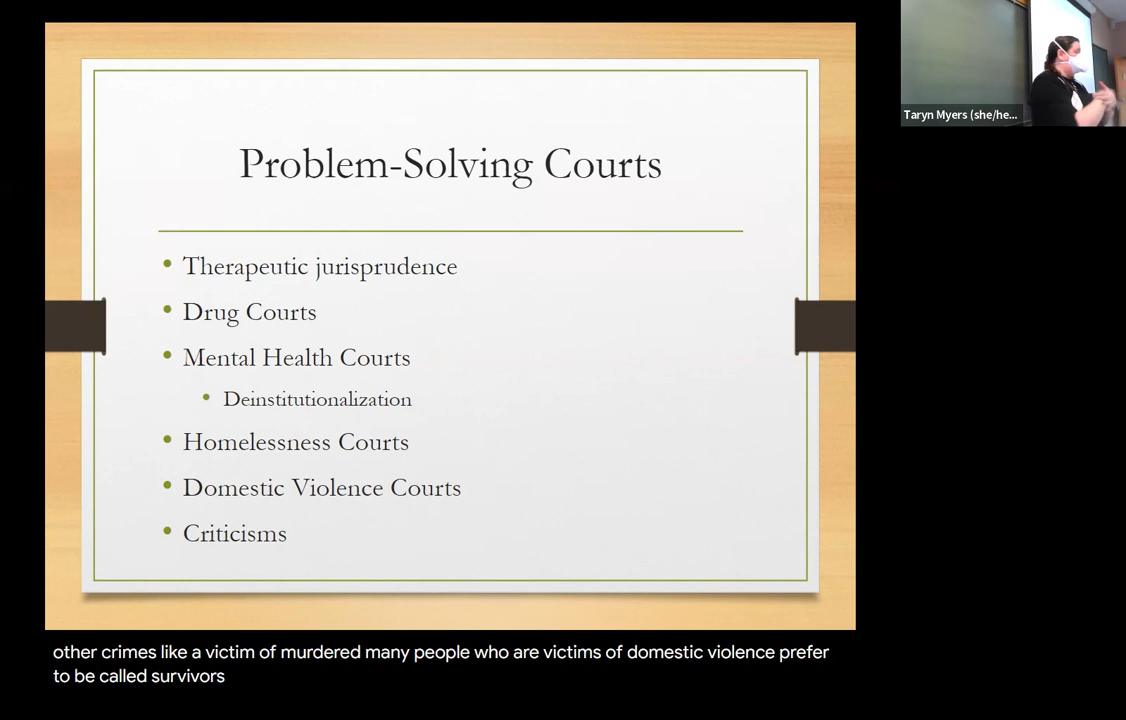 Problem-Solving Courts
Therapeutic jurisprudence
Drug Courts
Mental Health Courts
Deinstitutionalization
Homelessness Courts
Domestic Violence Courts
Criticisms
Taryn Myers (she/he...
other crimes like a victim of murdered many people who are victims of domestic violence prefer
to be called survivors